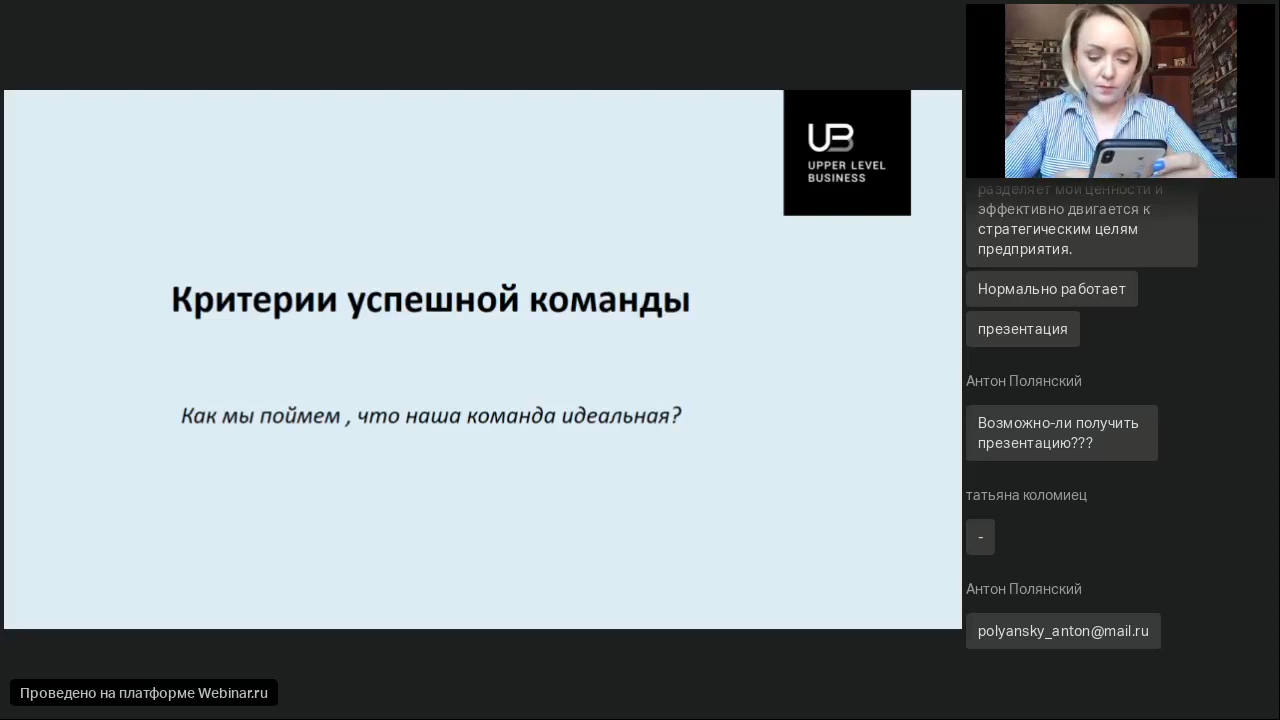 UB
UPPER LEVEL
BUSINESS
Критерии успешной команды
Как мы поймем , что наша команда идеальная?
разделяет мои ценности и
эффективно двигается к
стратегическим целям
предприятия.
Нормально работает
презентация
Антон Полянский
Возможно-ли получить
презентацию???
татьяна коломиец
-
Антон Полянский
polyansky_anton@mail.ru
Проведено на платформе Webinar.ru